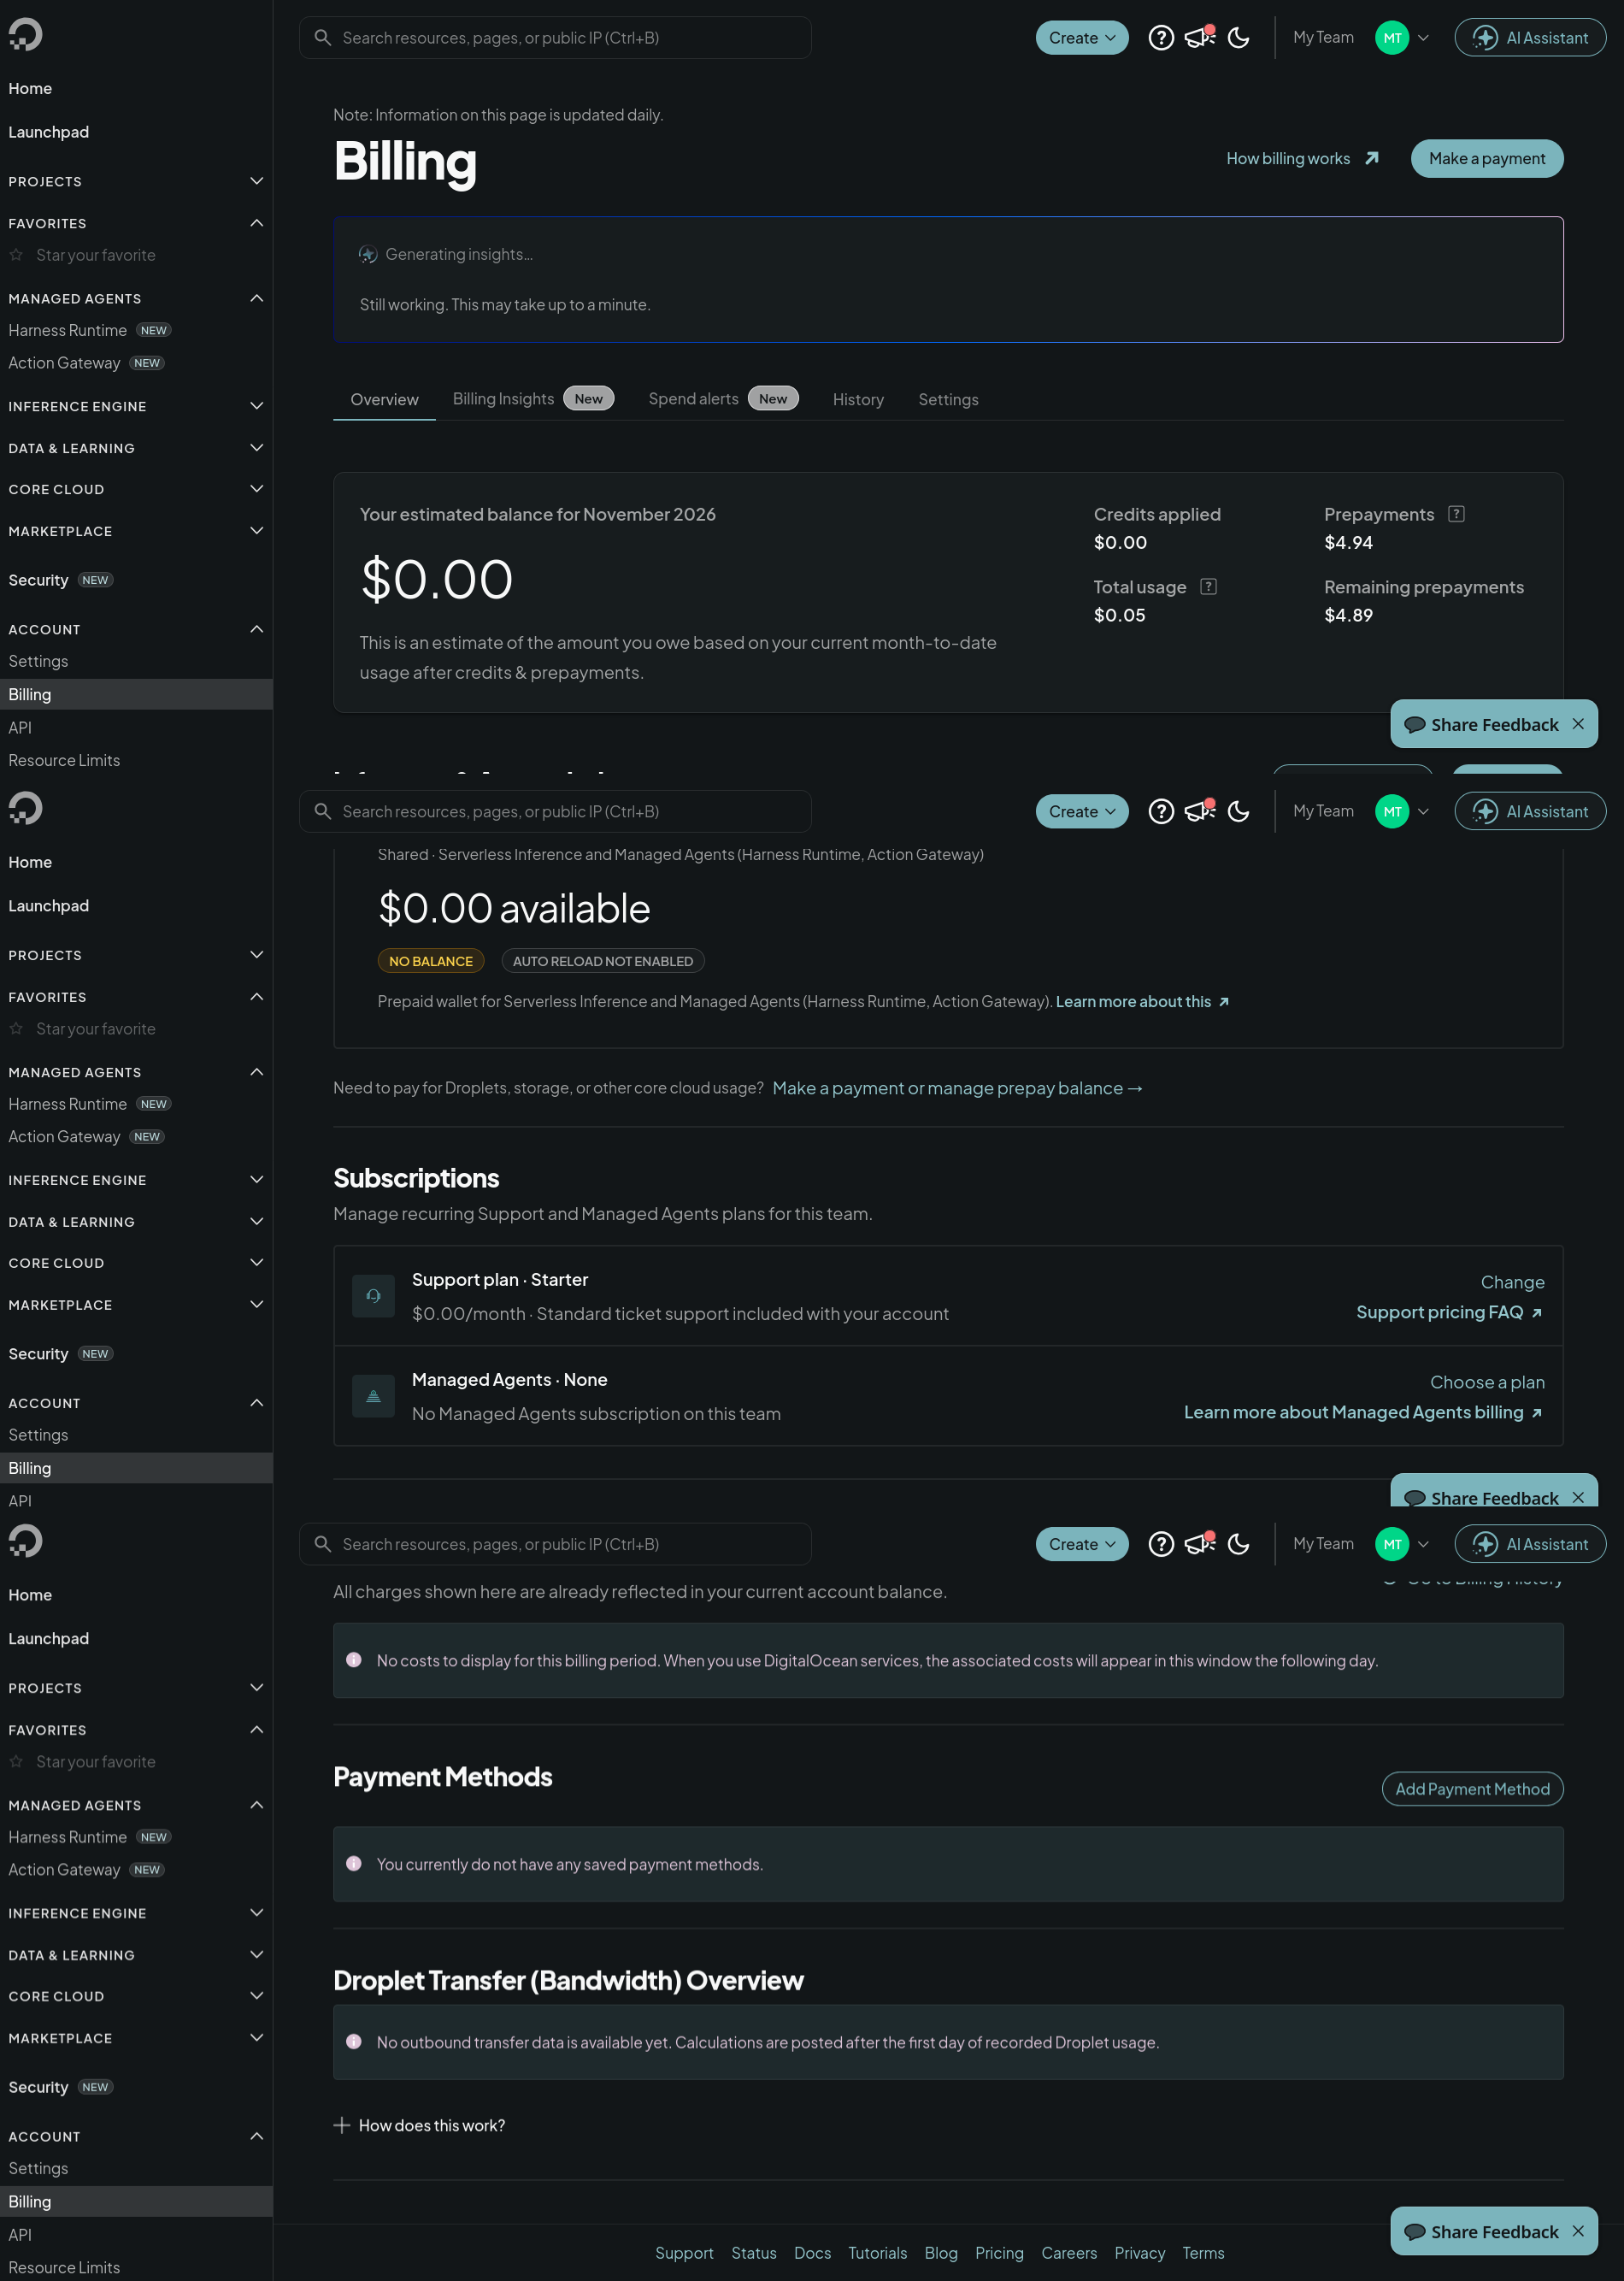 Search resources, pages, or public IP (Ctrl+B)
Create
My Team
MT
AI Assistant
Home
Launchpad
PROJECTS
FAVORITES
Star your favorite
MANAGED AGENTS
Harness Runtime NEW
Action Gateway NEW
INFERENCE ENGINE
DATA & LEARNING
CORE CLOUD
MARKETPLACE
Security NEW
ACCOUNT
Settings
Billing
API
Resource Limits
Note: Information on this page is updated daily.
Billing
How billing works
Make a payment
Generating insights...
Still working. This may take up to a minute.
Overview
Billing Insights New
Spend alerts New
History
Settings
Your estimated balance for November 2026
$0.00
This is an estimate of the amount you owe based on your current month-to-date
usage after credits & prepayments.
Credits applied
$0.00
Prepayments ?
$4.94
Total usage ?
$0.05
Remaining prepayments
$4.89
Share Feedback
Search resources, pages, or public IP (Ctrl+B)
Create
My Team
MT
AI Assistant
Home
Launchpad
PROJECTS
FAVORITES
Star your favorite
MANAGED AGENTS
Harness Runtime NEW
Action Gateway NEW
INFERENCE ENGINE
DATA & LEARNING
CORE CLOUD
MARKETPLACE
Security NEW
ACCOUNT
Settings
Billing
API
Shared · Serverless Inference and Managed Agents (Harness Runtime, Action Gateway)
$0.00 available
NO BALANCE
AUTO RELOAD NOT ENABLED
Prepaid wallet for Serverless Inference and Managed Agents (Harness Runtime, Action Gateway). Learn more about this
Need to pay for Droplets, storage, or other core cloud usage? Make a payment or manage prepay balance →
Subscriptions
Manage recurring Support and Managed Agents plans for this team.
Support plan · Starter
$0.00/month · Standard ticket support included with your account
Change
Support pricing FAQ
Managed Agents · None
No Managed Agents subscription on this team
Choose a plan
Learn more about Managed Agents billing
Share Feedback
Search resources, pages, or public IP (Ctrl+B)
Create
My Team
MT
AI Assistant
Home
Launchpad
PROJECTS
FAVORITES
Star your favorite
MANAGED AGENTS
Harness Runtime NEW
Action Gateway NEW
INFERENCE ENGINE
DATA & LEARNING
CORE CLOUD
MARKETPLACE
Security NEW
ACCOUNT
Settings
Billing
API
Resource Limits
All charges shown here are already reflected in your current account balance.
Go to Billing History
No costs to display for this billing period. When you use DigitalOcean services, the associated costs will appear in this window the following day.
Payment Methods
Add Payment Method
You currently do not have any saved payment methods.
Droplet Transfer (Bandwidth) Overview
No outbound transfer data is available yet. Calculations are posted after the first day of recorded Droplet usage.
How does this work?
Share Feedback
Support
Status
Docs
Tutorials
Blog
Pricing
Careers
Privacy
Terms